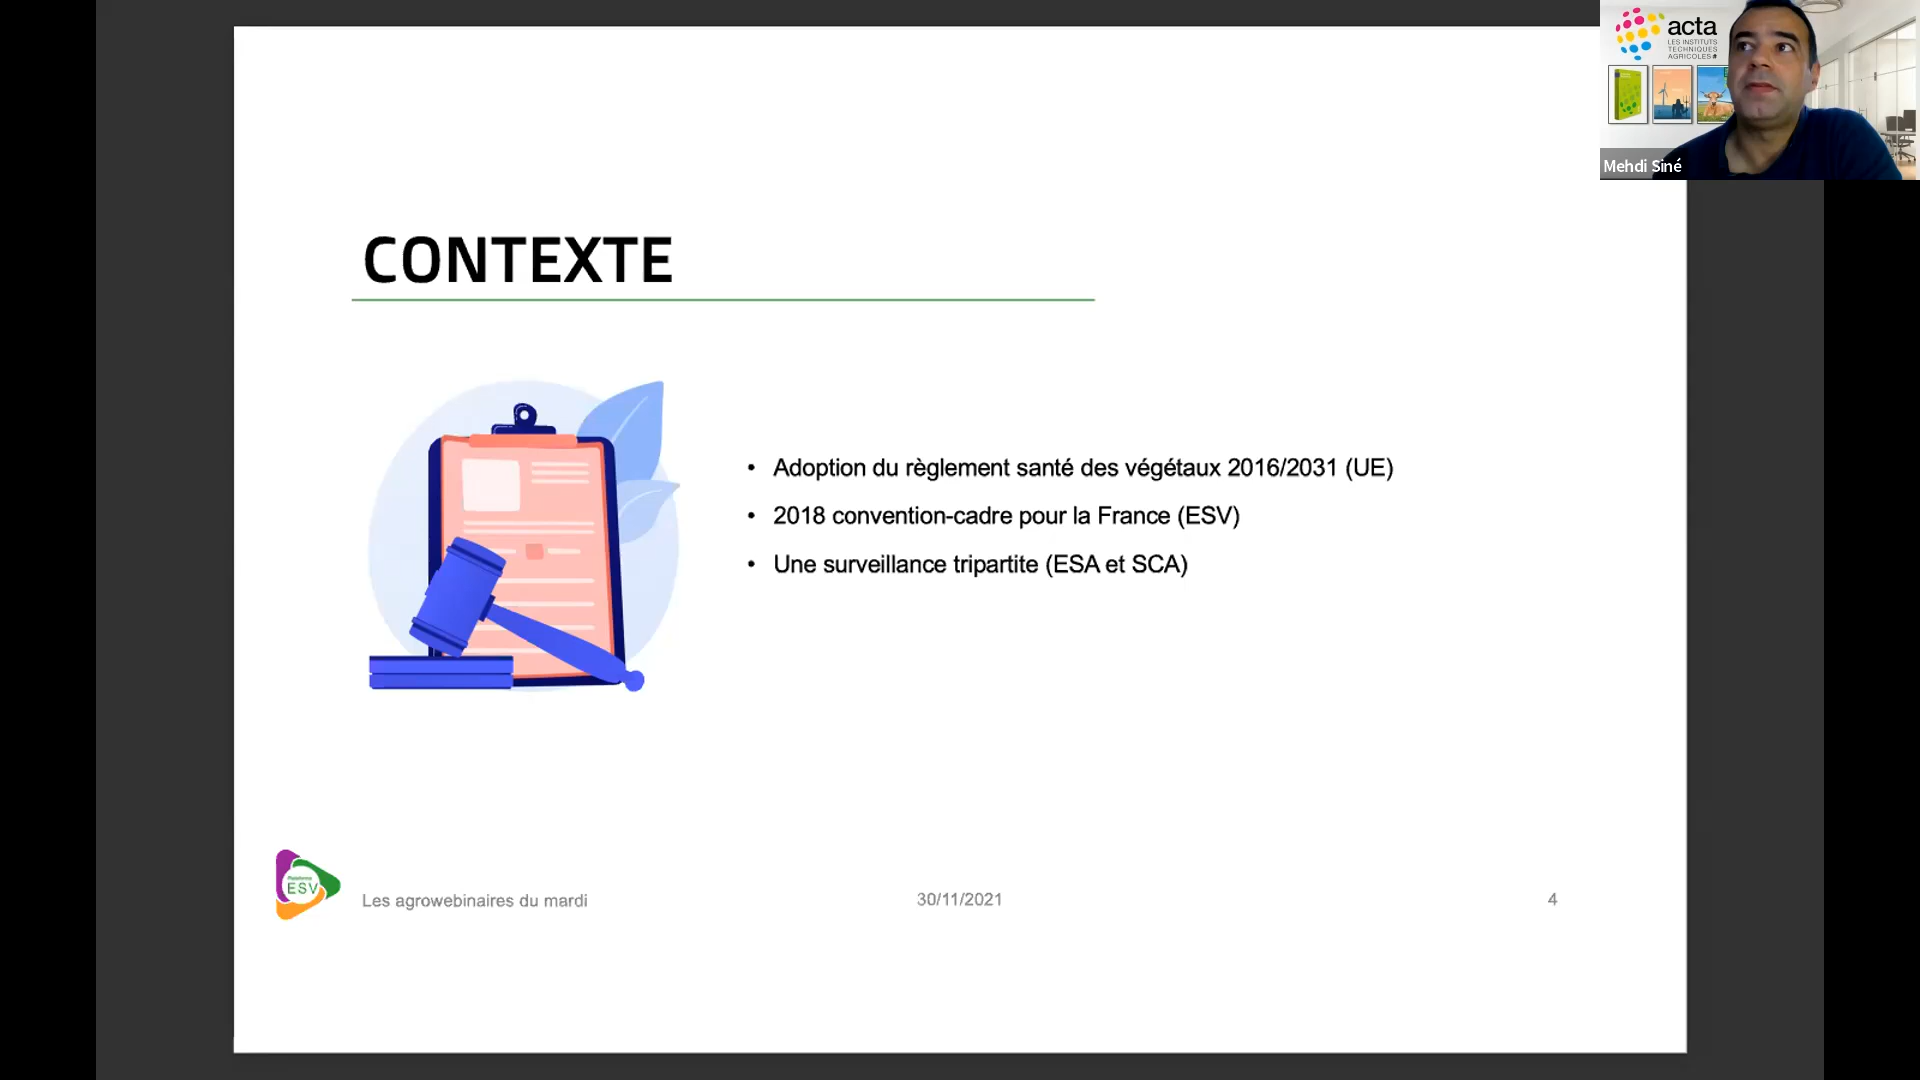 acta
LES INSTITUTS
TECHNIQUES
AGRICOLES#
Mehdi Siné
CONTEXTE
• Adoption du règlement santé des végétaux 2016/2031 (UE)
• 2018 convention-cadre pour la France (ESV)
• Une surveillance tripartite (ESA et SCA)
Plateforme
ESV
Les agrowebinaires du mardi
30/11/2021
4